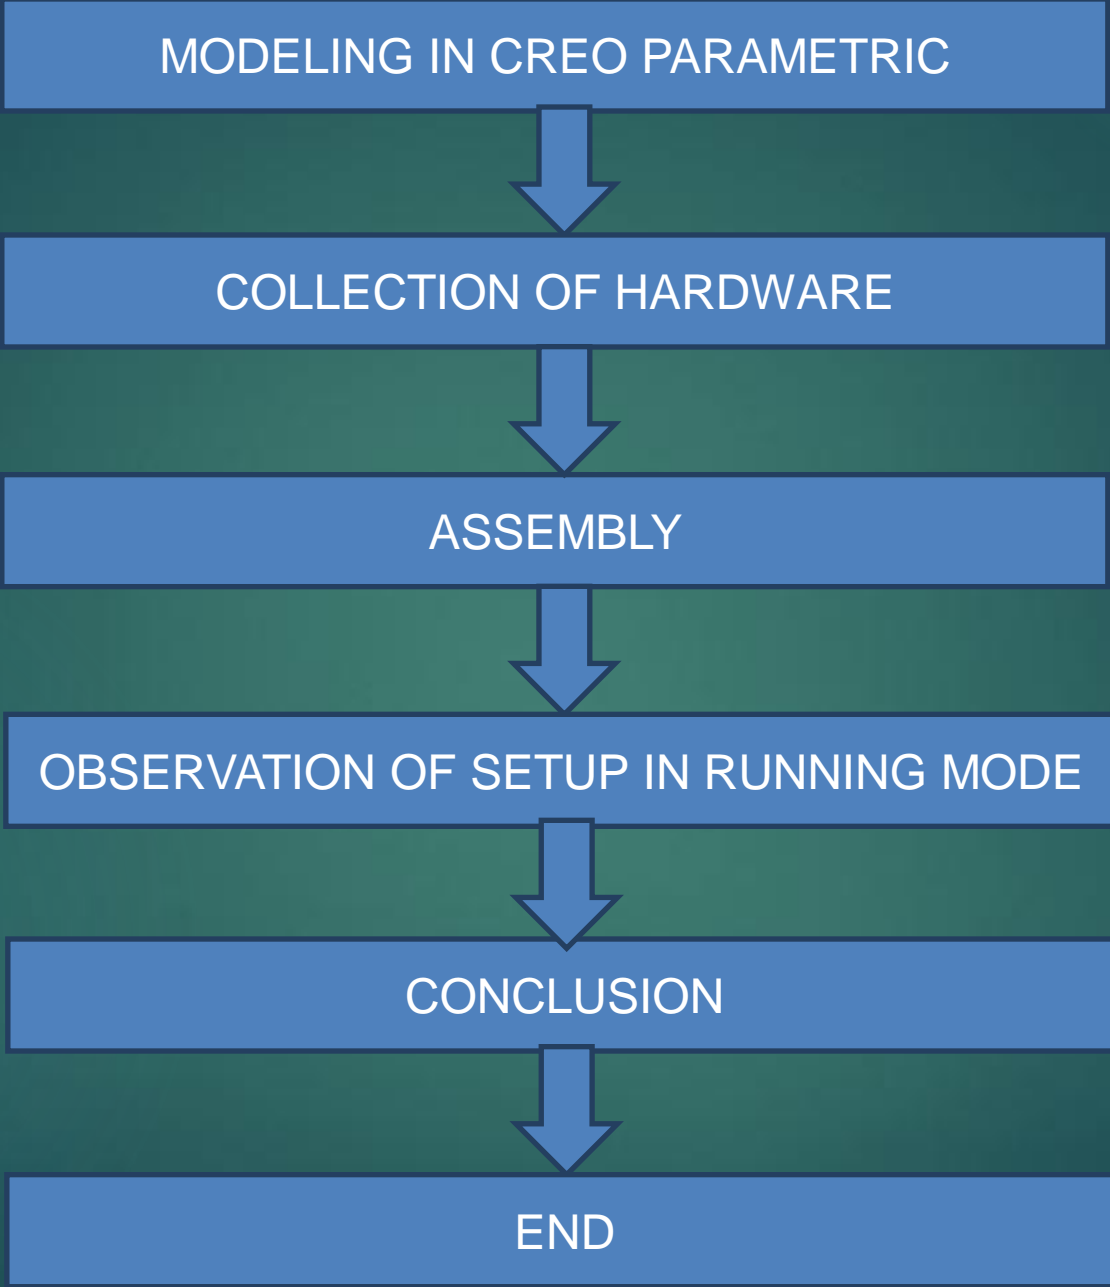 MODELING IN CREO PARAMETRIC
COLLECTION OF HARDWARE
ASSEMBLY
OBSERVATION OF SETUP IN RUNNING MODE
CONCLUSION
END